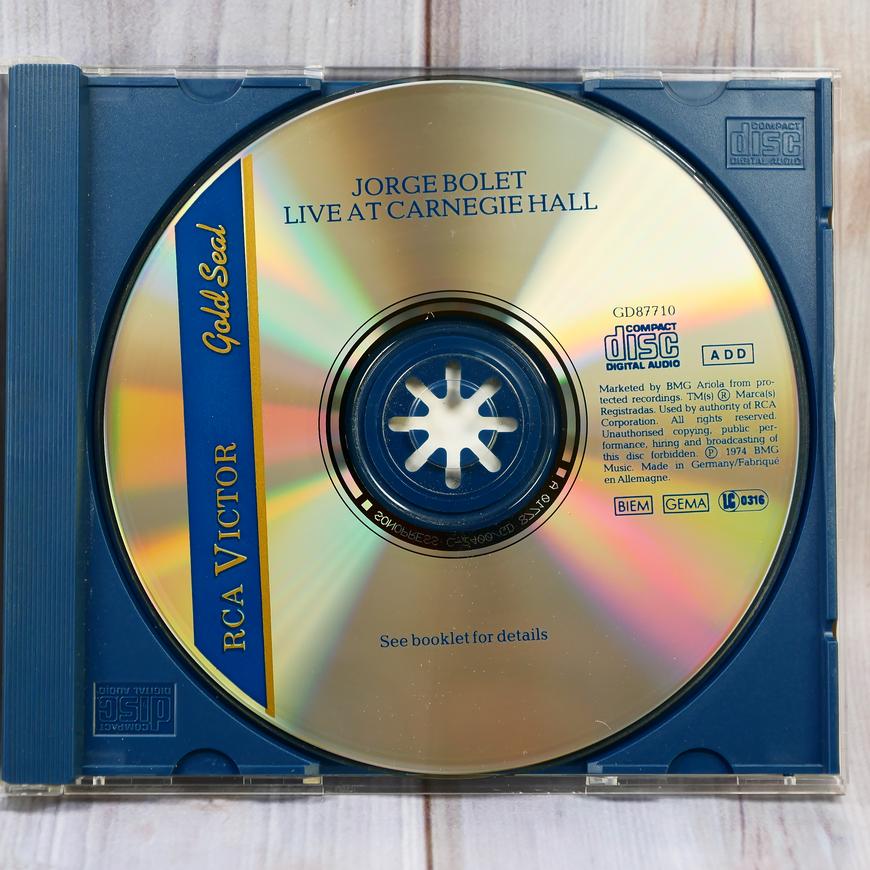 COMPACT
disc
DIGITAL AUDIO
JORGE BOLET
LIVE AT CARNEGIE HALL
Gold Seal
RCA VICTOR
GD87710
COMPACT
disc
DIGITAL AUDIO
ADD
Marketed by BMG Ariola from pro-
tected recordings. TM(s) ® Marca(s)
Registradas. Used by authority of RCA
Corporation. All rights reserved.
Unauthorised copying, public per-
formance, hiring and broadcasting of
this disc forbidden. ℗ 1974 BMG
Music. Made in Germany/Fabriqué
en Allemagne.
BIEM GEMA LC 0316
See booklet for details
COMPACT
disc
DIGITAL AUDIO